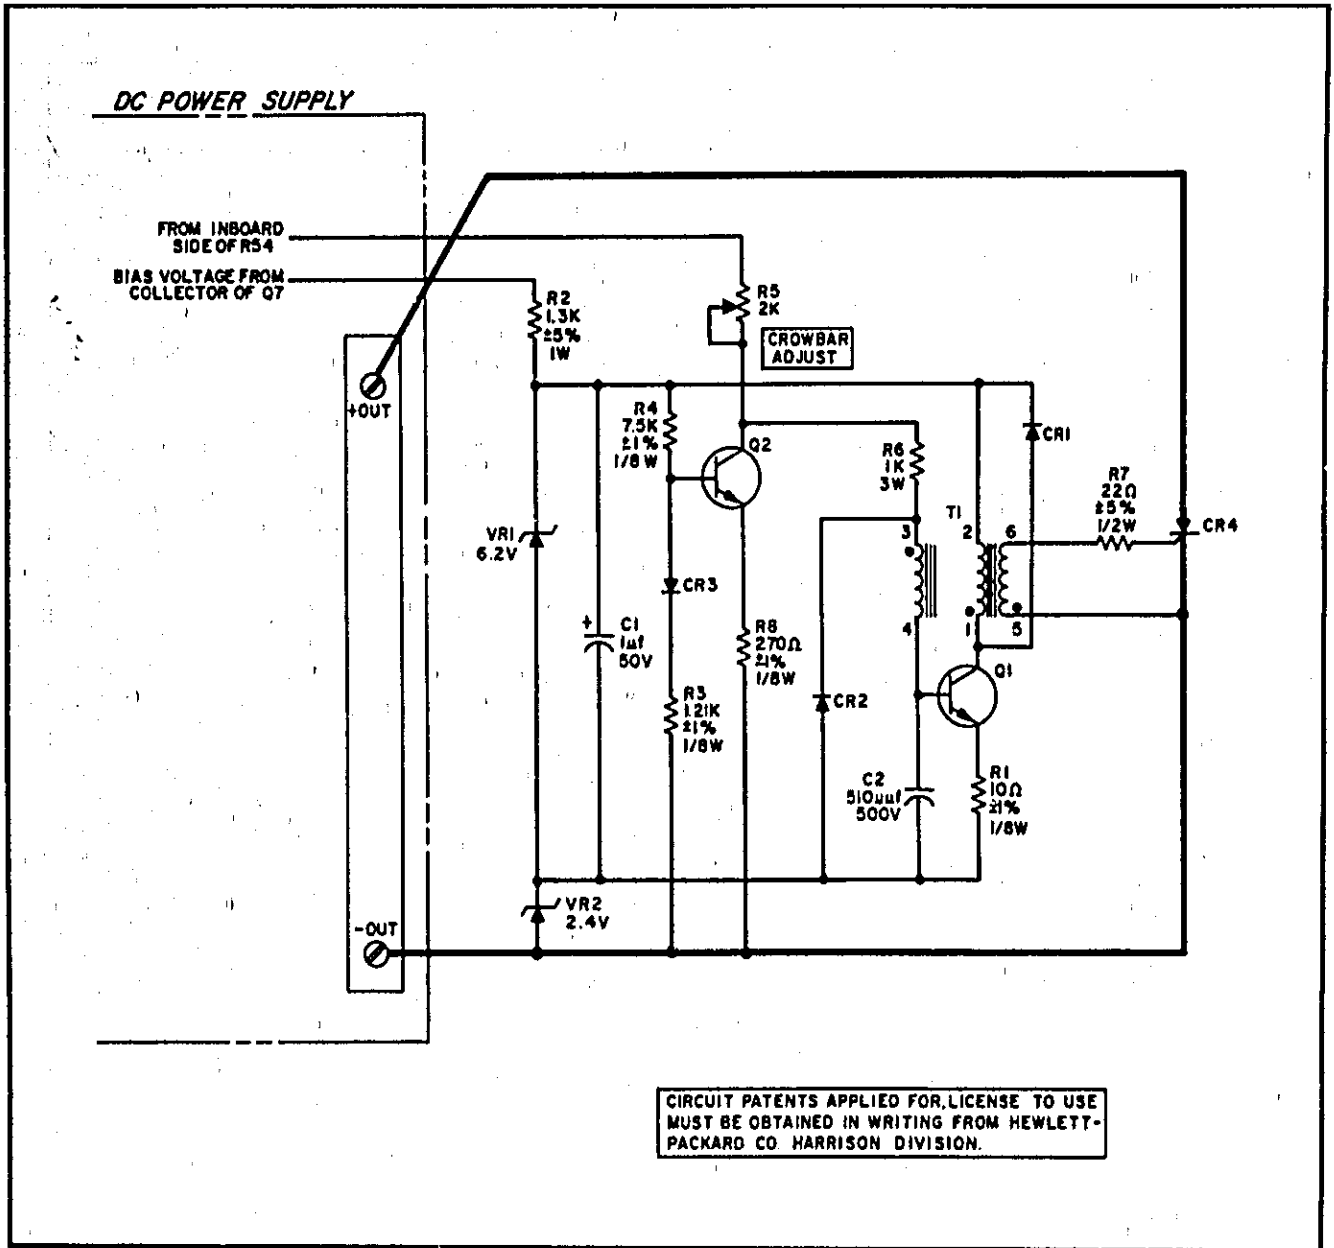 DC POWER SUPPLY
FROM INBOARD
SIDE OF R54
BIAS VOLTAGE FROM
COLLECTOR OF Q7
R2
1.3K
±5%
1W
R5
2K
CROWBAR
ADJUST
+OUT
R4
7.5K
±1%
1/8W
Q2
R6
1K
3W
CR1
R7
22Ω
±5%
1/2W
CR4
T1
3
2
6
VR1
6.2V
CR3
4
1
5
+
C1
1uf
50V
R8
270Ω
±1%
1/8W
Q1
R3
1.21K
±1%
1/8W
CR2
C2
510uuf
500V
R1
10Ω
±1%
1/8W
VR2
2.4V
-OUT
CIRCUIT PATENTS APPLIED FOR, LICENSE TO USE
MUST BE OBTAINED IN WRITING FROM HEWLETT-
PACKARD CO HARRISON DIVISION.